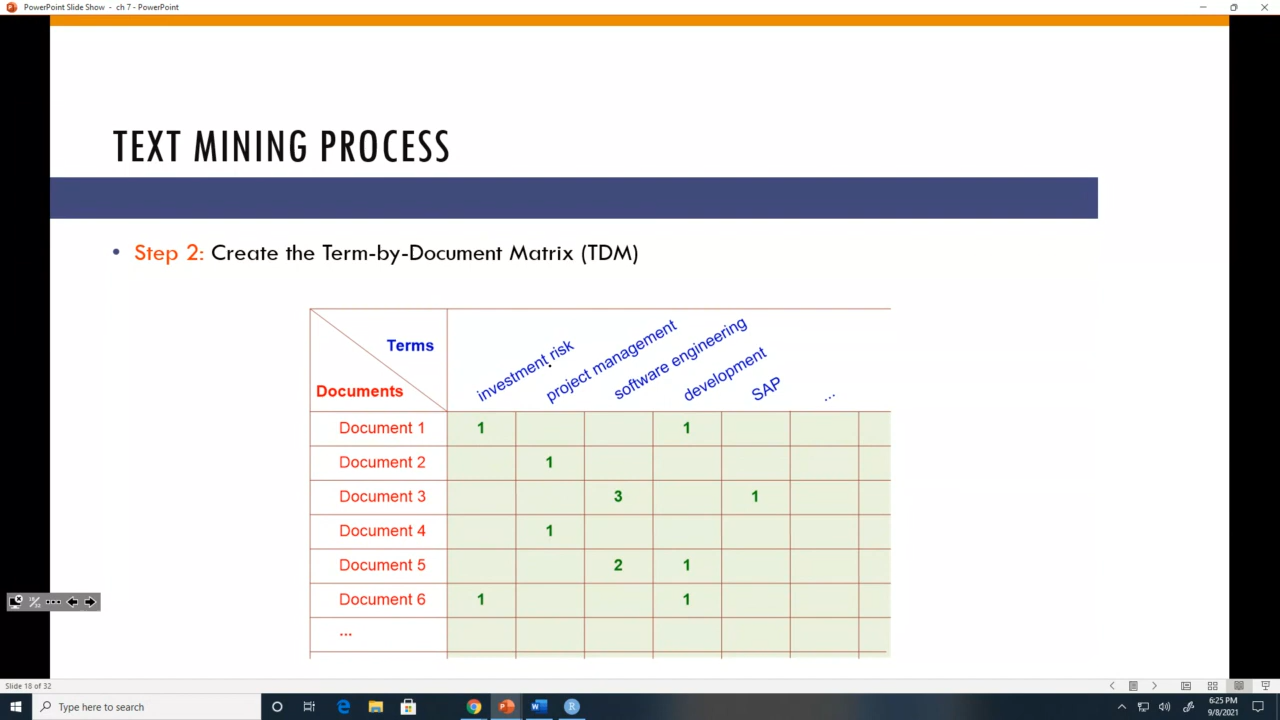 PowerPoint Slide Show - ch 7 - PowerPoint
TEXT MINING PROCESS
• Step 2: Create the Term-by-Document Matrix (TDM)
Terms
Documents
investment risk
project management
software engineering
development
SAP
...
Document 1 1 1
Document 2 1
Document 3 3 1
Document 4 1
Document 5 2 1
Document 6 1 1
...
Slide 18 of 32
Type here to search
6:25 PM
9/8/2021